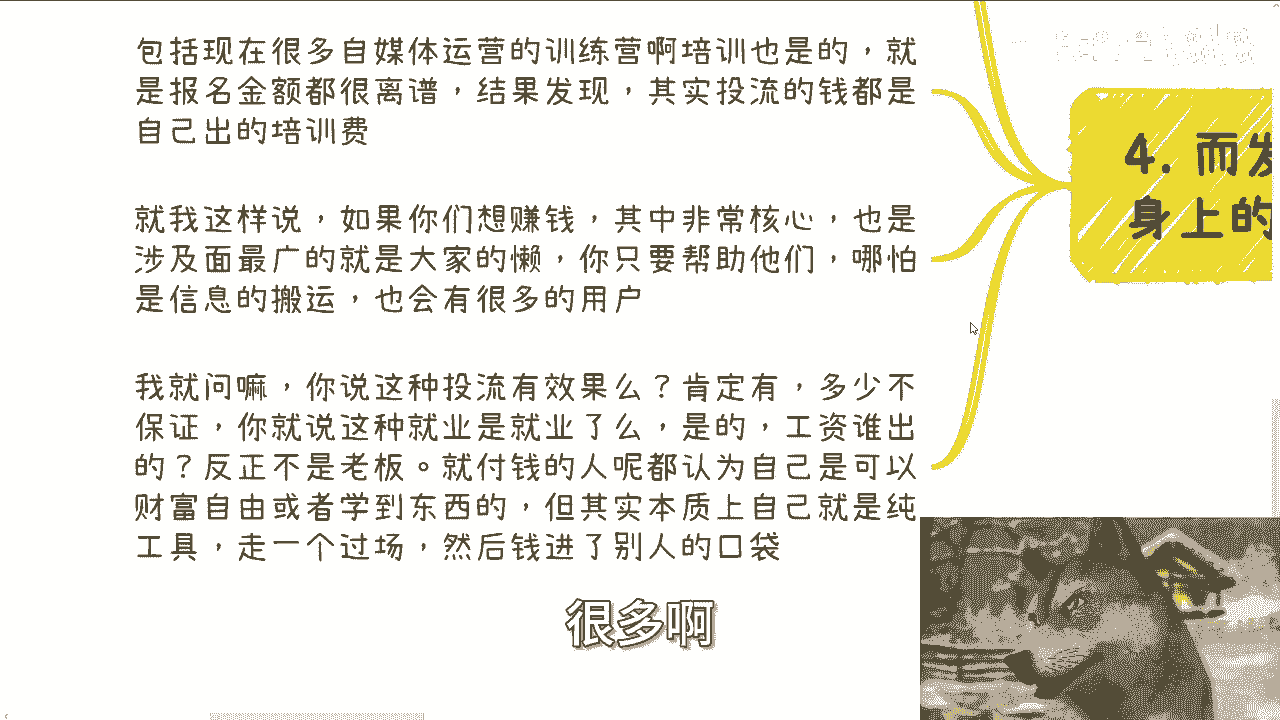 包括现在很多自媒体运营的训练营啊培训也是的，就
是报名金额都很离谱，结果发现，其实投流的钱都是
自己出的培训费
就我这样说，如果你们想赚钱，其中非常核心，也是
涉及面最广的就是大家的懒，你只要帮助他们，哪怕
是信息的搬运，也会有很多的用户
我就问嘛，你说这种投流有效果么？肯定有，多少不
保证，你就说这种就业是就业了么，是的，工资谁出
的？反正不是老板。就付钱的人呢都认为自己是可以
财富自由或者学到东西的，但其实本质上自己就是纯
工具，走一个过场，然后钱进了别人的口袋
4. 而发
身上的
很多啊